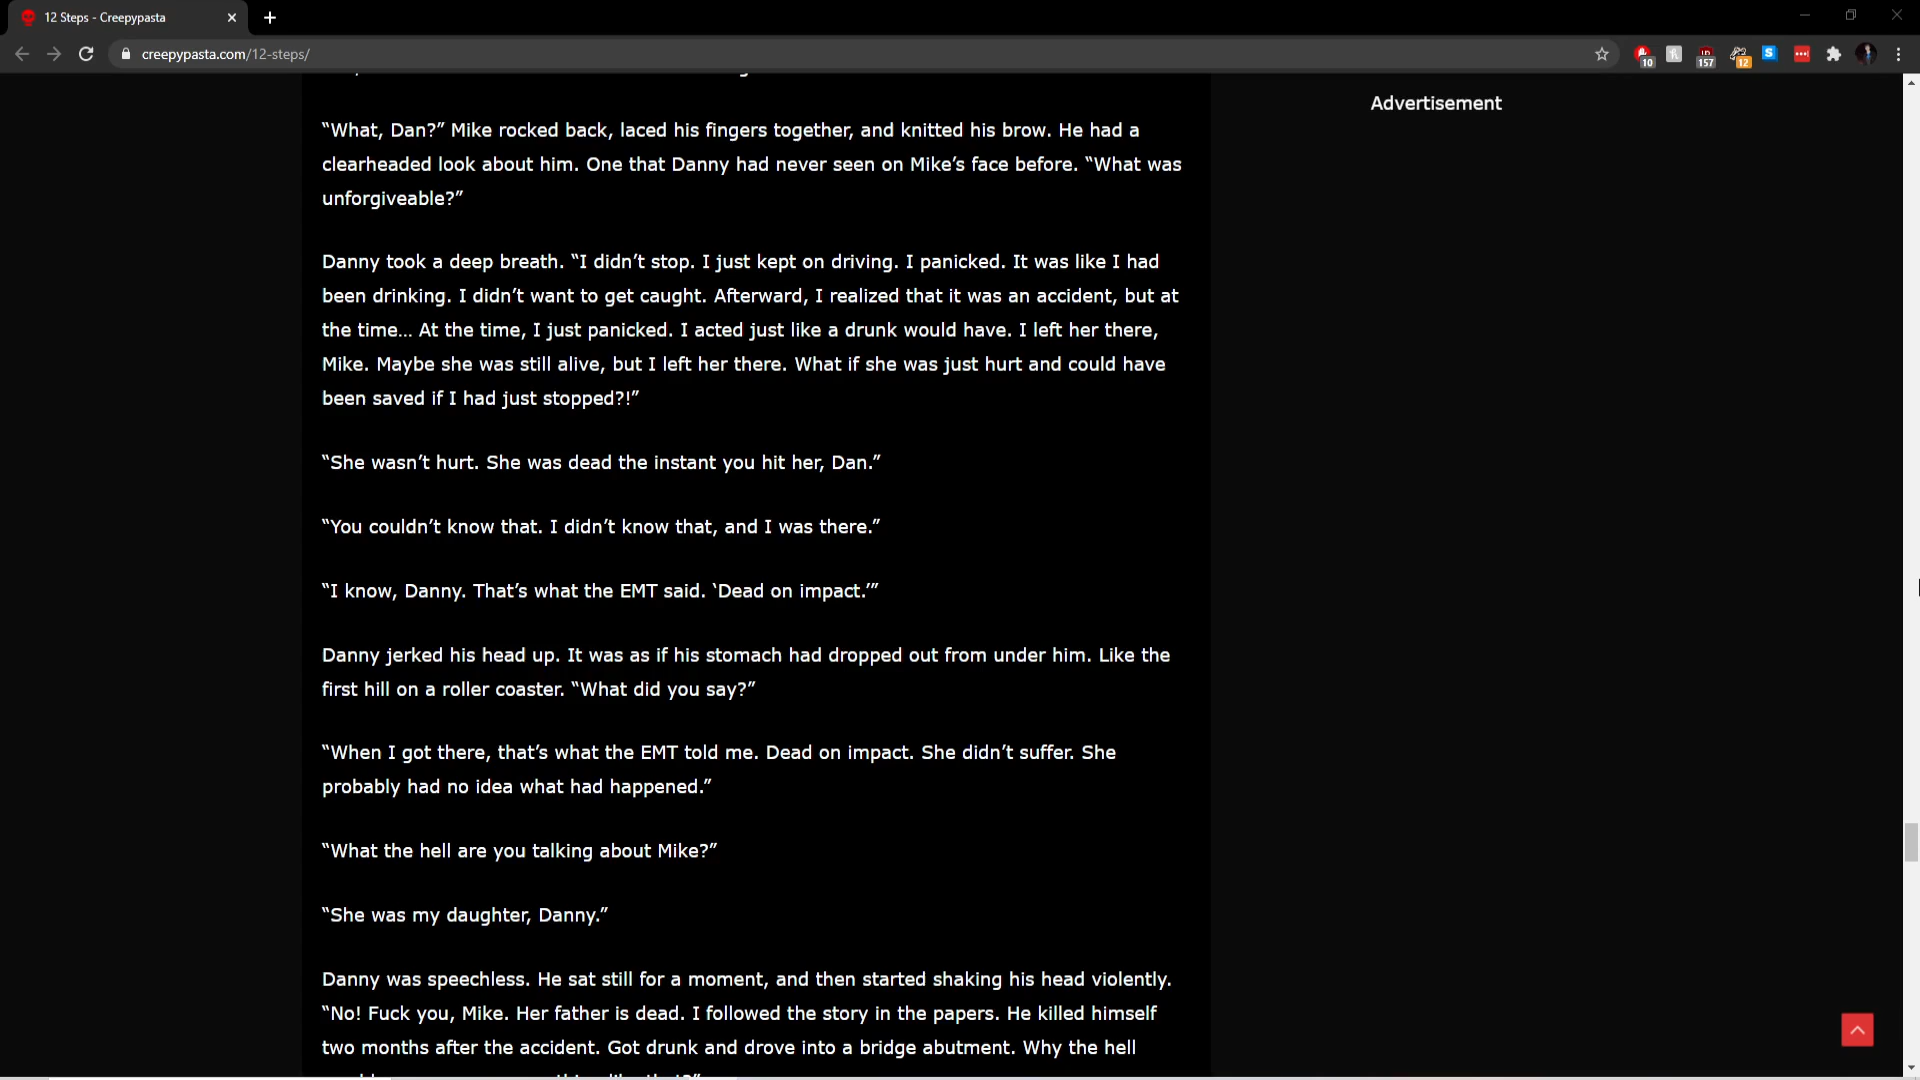 12 Steps - Creepypasta
creepypasta.com/12-steps/
10
157
12
Advertisement
“What, Dan?” Mike rocked back, laced his fingers together, and knitted his brow. He had a
clearheaded look about him. One that Danny had never seen on Mike’s face before. “What was
unforgiveable?”
Danny took a deep breath. “I didn’t stop. I just kept on driving. I panicked. It was like I had
been drinking. I didn’t want to get caught. Afterward, I realized that it was an accident, but at
the time… At the time, I just panicked. I acted just like a drunk would have. I left her there,
Mike. Maybe she was still alive, but I left her there. What if she was just hurt and could have
been saved if I had just stopped?!”
“She wasn’t hurt. She was dead the instant you hit her, Dan.”
“You couldn’t know that. I didn’t know that, and I was there.”
“I know, Danny. That’s what the EMT said. ‘Dead on impact.’”
Danny jerked his head up. It was as if his stomach had dropped out from under him. Like the
first hill on a roller coaster. “What did you say?”
“When I got there, that’s what the EMT told me. Dead on impact. She didn’t suffer. She
probably had no idea what had happened.”
“What the hell are you talking about Mike?”
“She was my daughter, Danny.”
Danny was speechless. He sat still for a moment, and then started shaking his head violently.
“No! Fuck you, Mike. Her father is dead. I followed the story in the papers. He killed himself
two months after the accident. Got drunk and drove into a bridge abutment. Why the hell